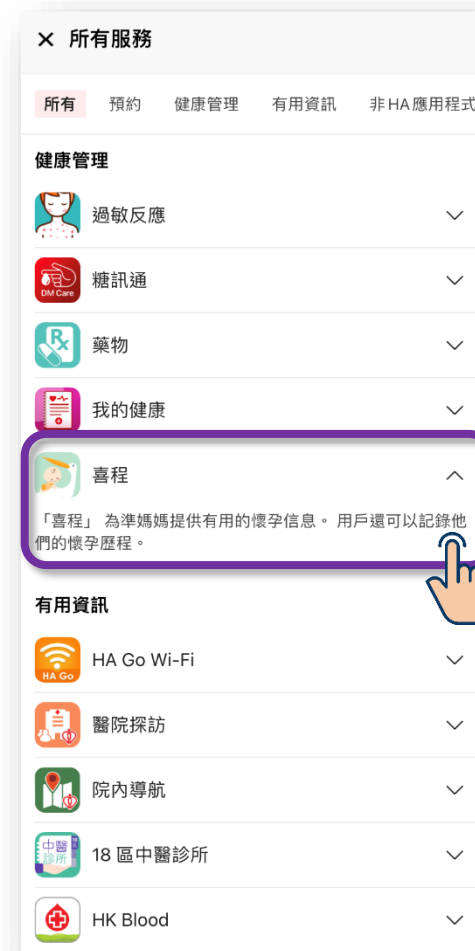 × 所有服務
所有 預約 健康管理 有用資訊 非HA應用程式
健康管理
過敏反應
DM Care
糖訊通
Rx
藥物
我的健康
喜程
「喜程」 為準媽媽提供有用的懷孕信息。 用戶還可以記錄他
們的懷孕歷程。
有用資訊
HA Go
HA Go Wi-Fi
醫院探訪
院內導航
中醫
診所
18 區中醫診所
HK Blood